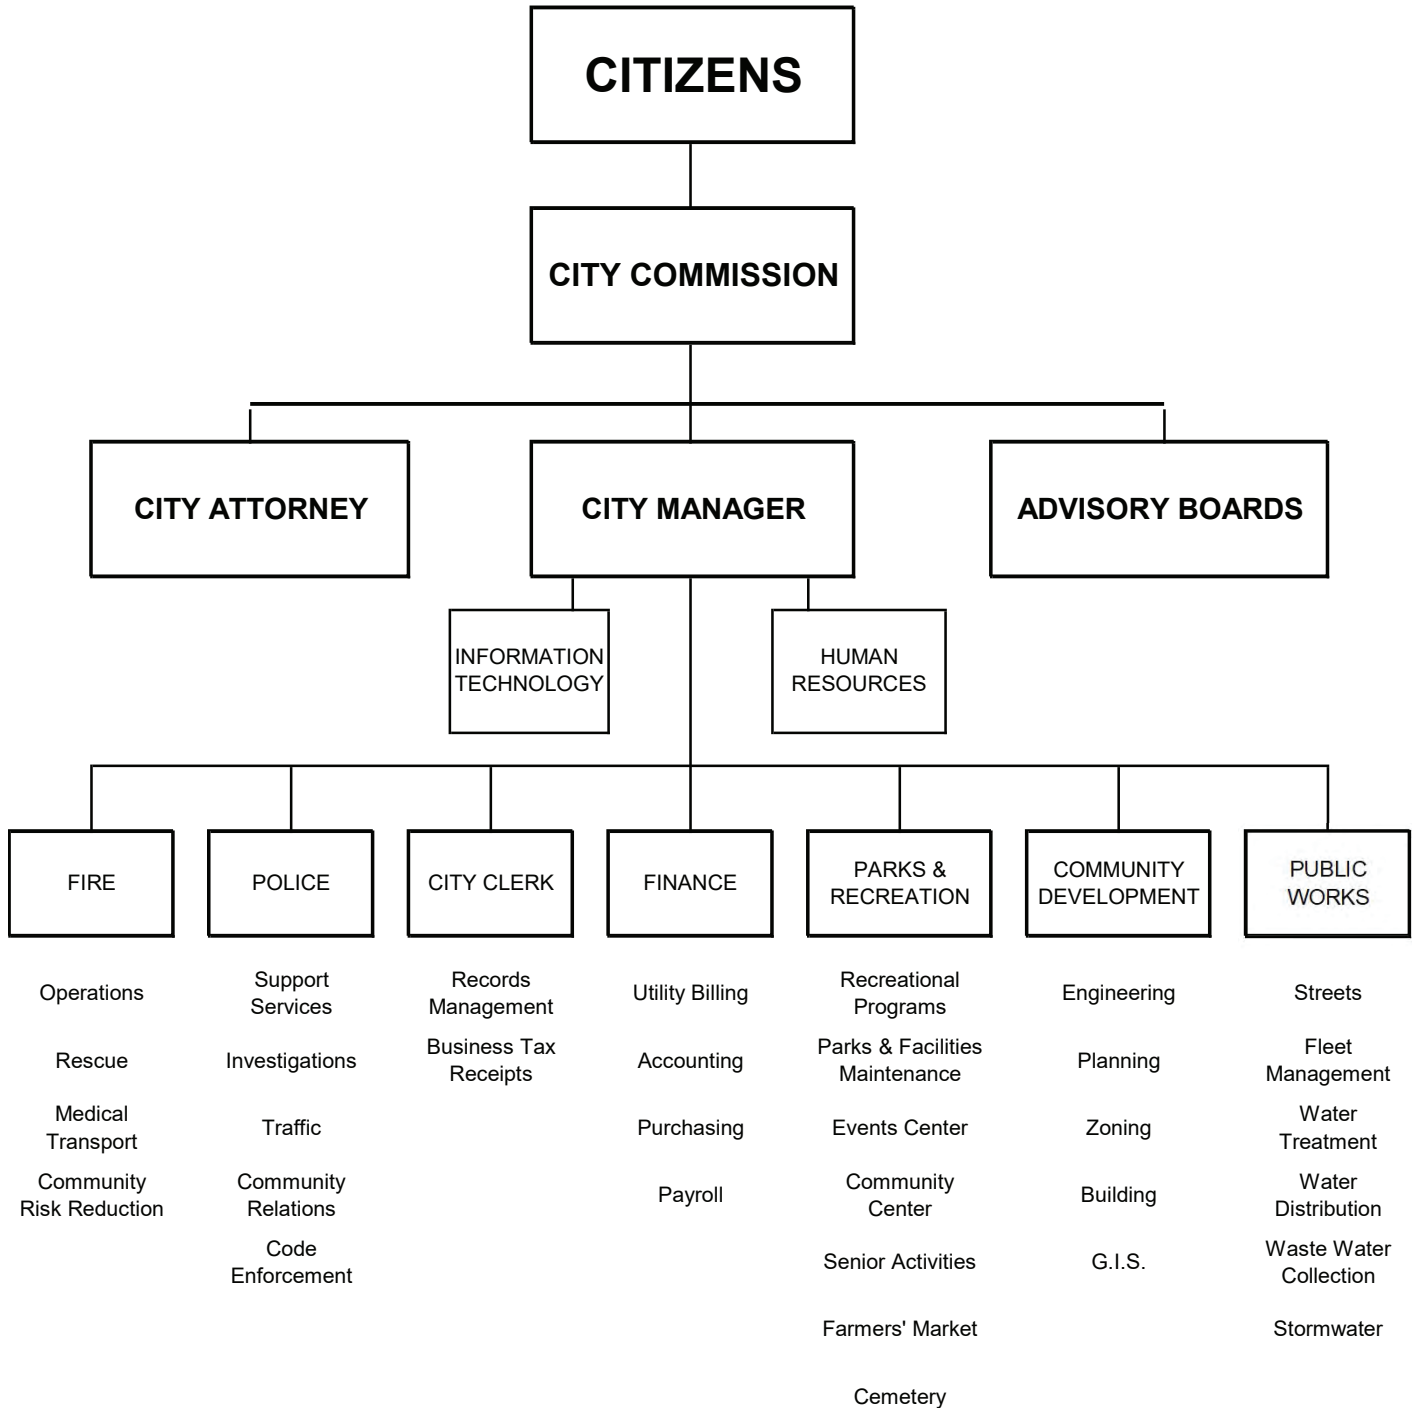 CITIZENS
CITY COMMISSION
CITY ATTORNEY
CITY MANAGER
ADVISORY BOARDS
INFORMATION
TECHNOLOGY
HUMAN
RESOURCES
FIRE
POLICE
CITY CLERK
FINANCE
PARKS &
RECREATION
COMMUNITY
DEVELOPMENT
PUBLIC
WORKS
Operations
Rescue
Medical
Transport
Community
Risk Reduction
Support
Services
Investigations
Traffic
Community
Relations
Code
Enforcement
Records
Management
Business Tax
Receipts
Utility Billing
Accounting
Purchasing
Payroll
Recreational
Programs
Parks & Facilities
Maintenance
Events Center
Community
Center
Senior Activities
Farmers' Market
Cemetery
Engineering
Planning
Zoning
Building
G.I.S.
Streets
Fleet
Management
Water
Treatment
Water
Distribution
Waste Water
Collection
Stormwater